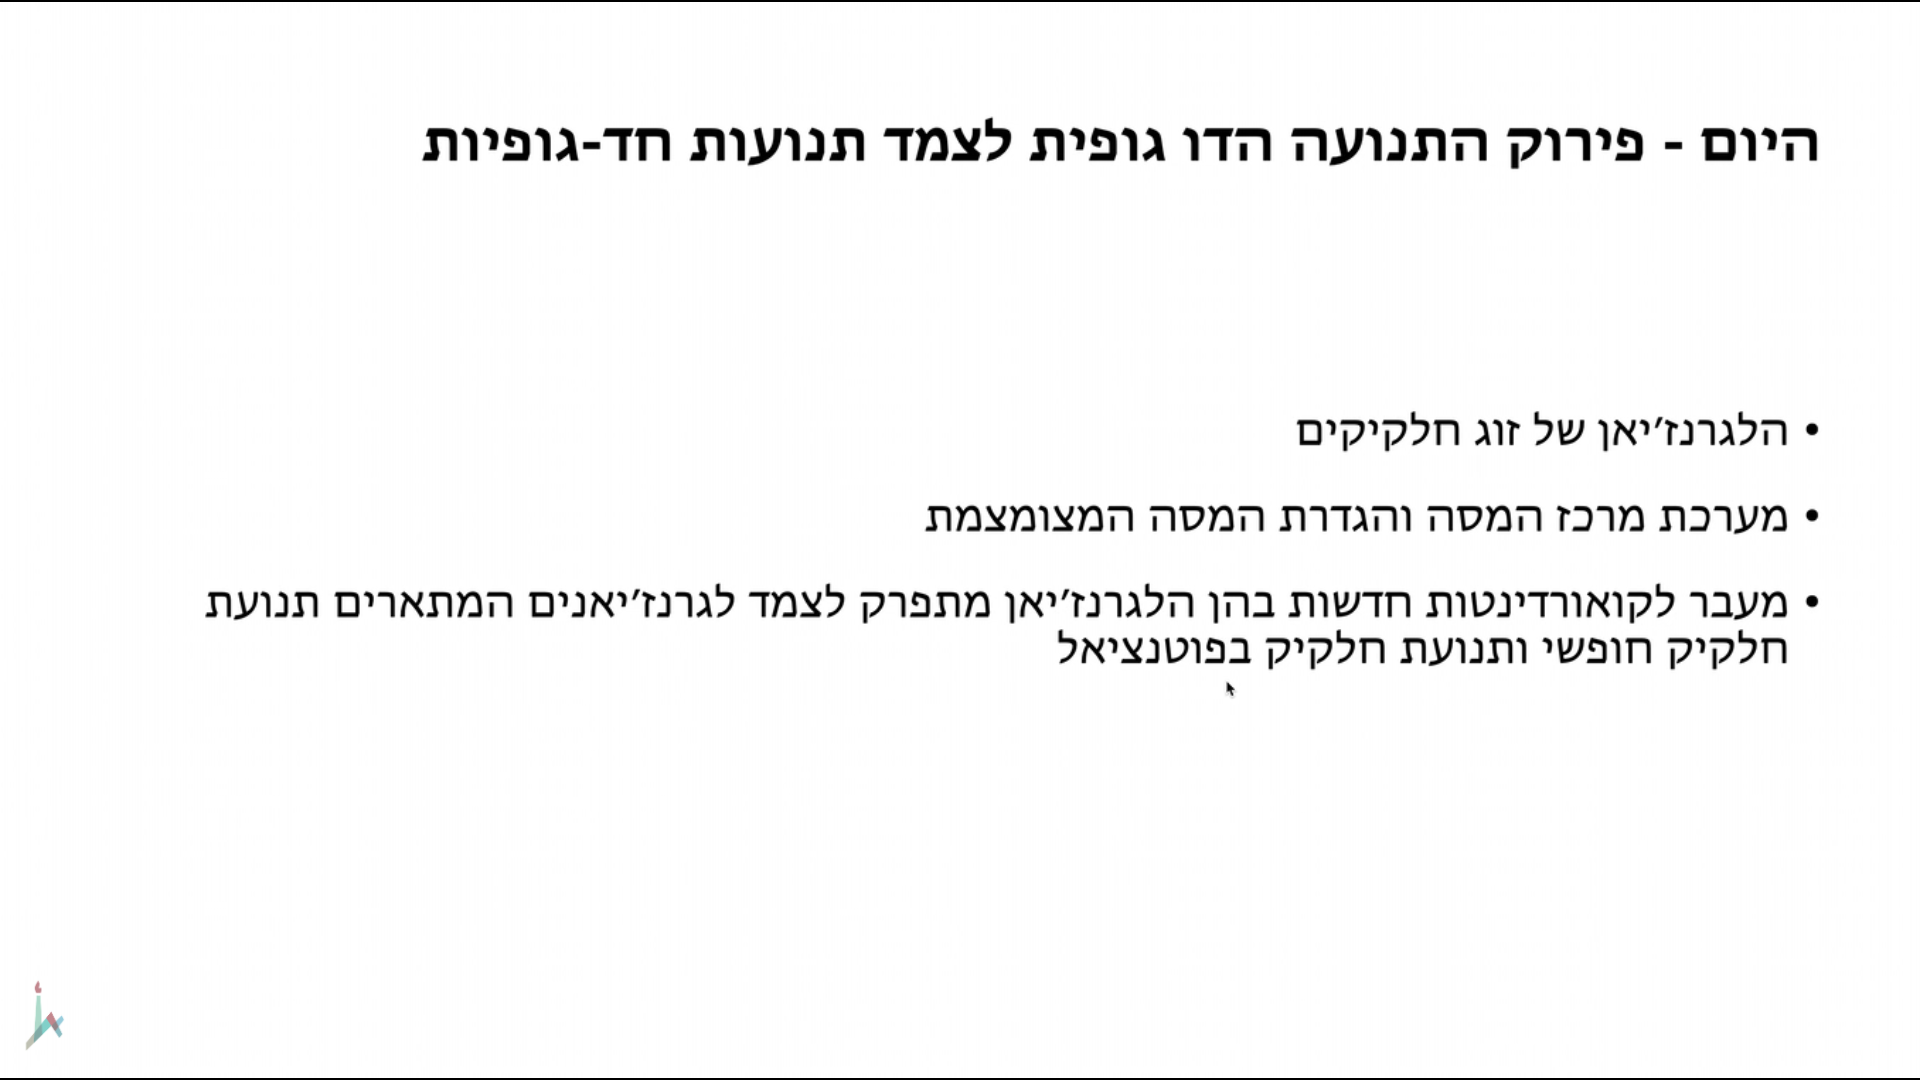 היום - פירוק התנועה הדו גופית לצמד תנועות חד-גופיות
• הלגרנז׳יאן של זוג חלקיקים
• מערכת מרכז המסה והגדרת המסה המצומצמת
• מעבר לקואורדינטות חדשות בהן הלגרנז׳יאן מתפרק לצמד לגרנז׳יאנים המתארים תנועת
חלקיק חופשי ותנועת חלקיק בפוטנציאל